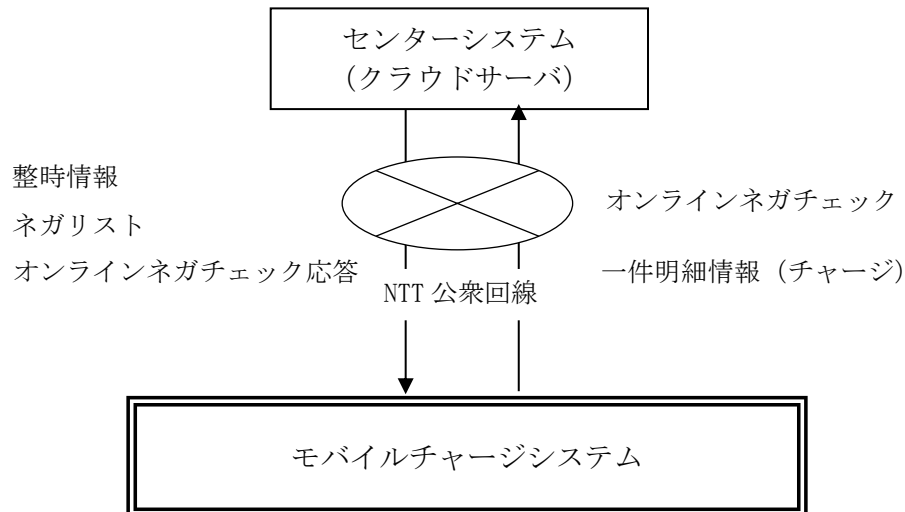 センターシステム
(クラウドサーバ)
整時情報
ネガリスト
オンラインネガチェック応答
オンラインネガチェック
一件明細情報（チャージ）
NTT 公衆回線
モバイルチャージシステム